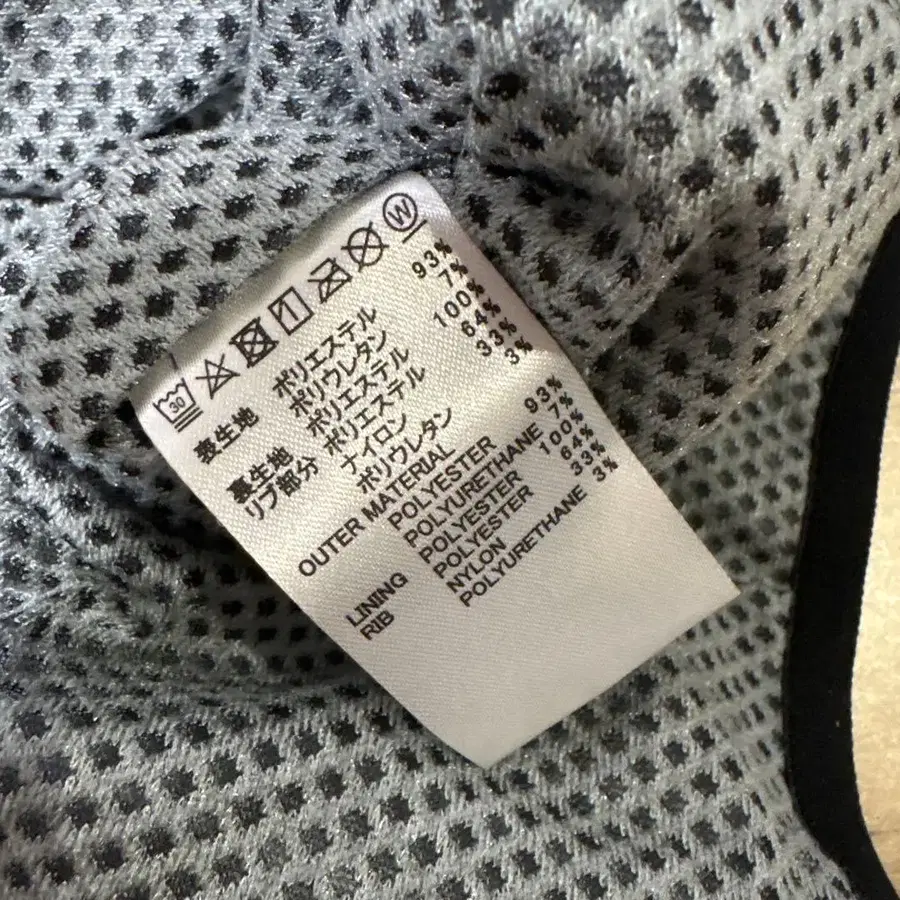 30 W
表生地 ポリエステル 93%
ポリウレタン 7%
裏生地 ポリエステル 100%
リブ部分 ポリエステル 64%
ナイロン 33%
ポリウレタン 3%
OUTER MATERIAL
POLYESTER 93%
POLYURETHANE 7%
LINING POLYESTER 100%
RIB POLYESTER 64%
NYLON 33%
POLYURETHANE 3%